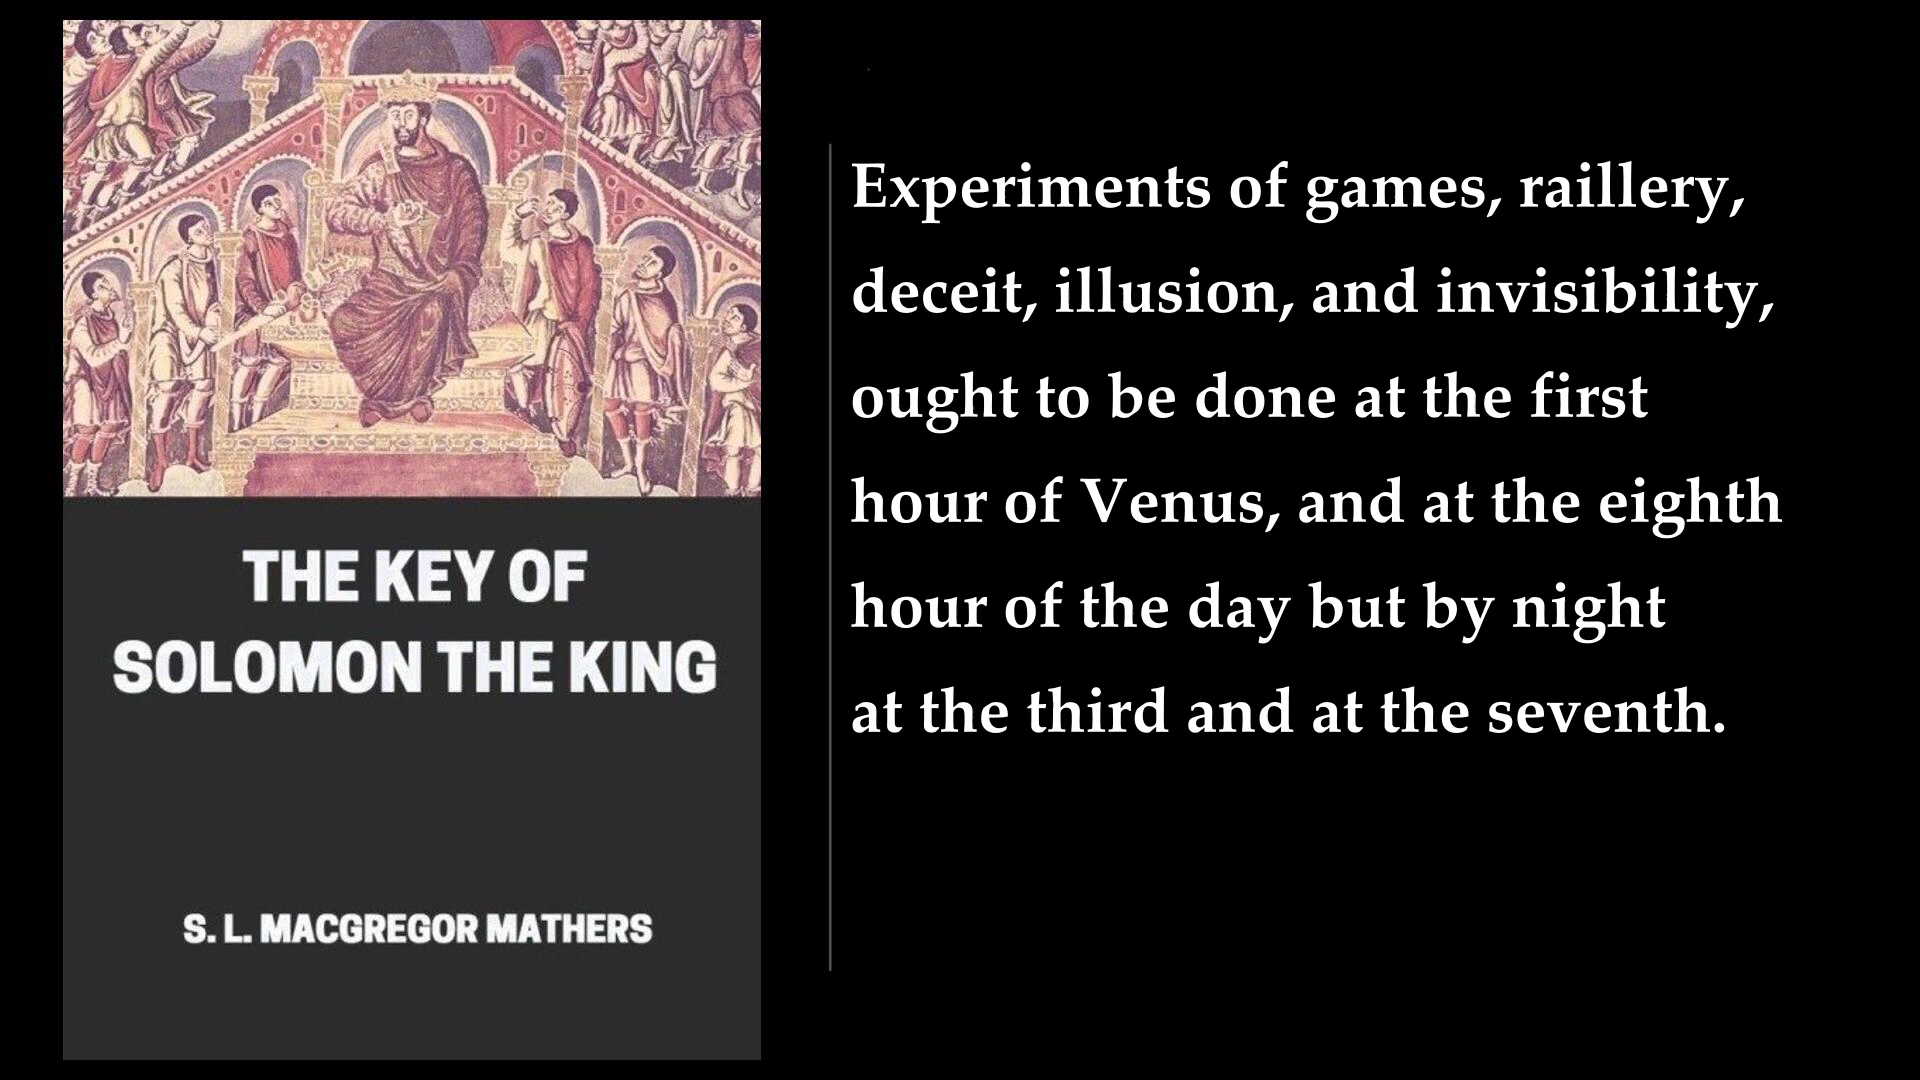 THE KEY OF
SOLOMON THE KING
S. L. MACGREGOR MATHERS
Experiments of games, raillery,
deceit, illusion, and invisibility,
ought to be done at the first
hour of Venus, and at the eighth
hour of the day but by night
at the third and at the seventh.